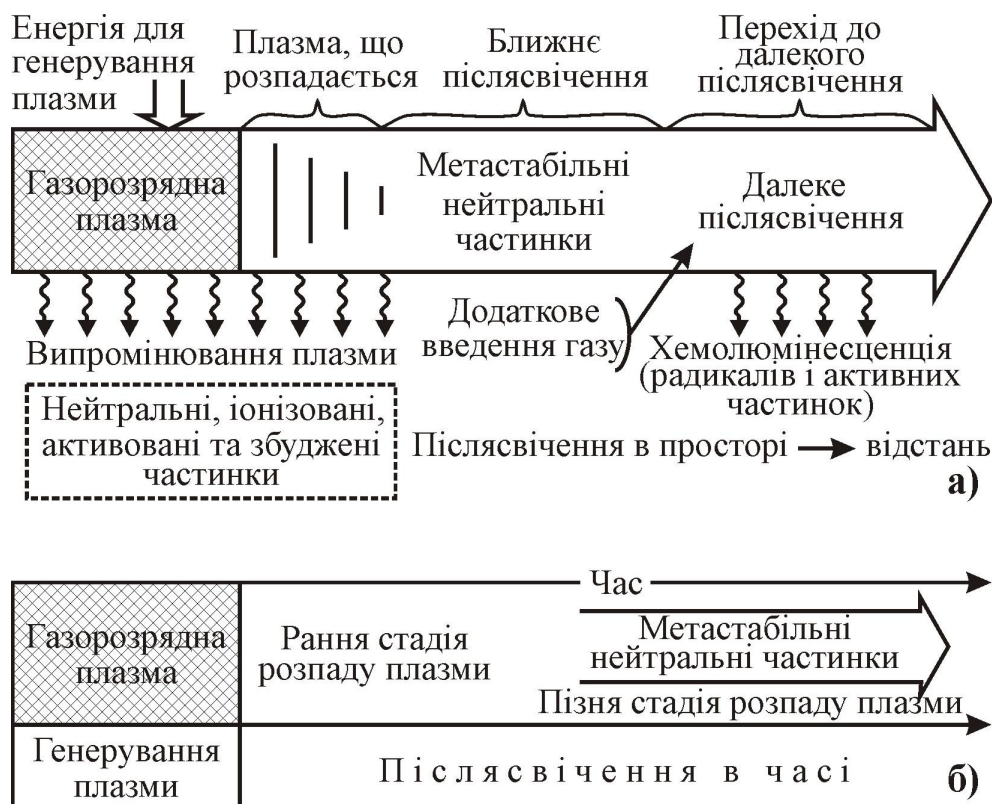 Енергія для
генерування
плазми
Плазма, що
розпадається
Ближнє
післясвічення
Перехід до
далекого
післясвічення
Газорозрядна
плазма
Метастабільні
нейтральні
частинки
Далеке
післясвічення
Випромінювання плазми
Додаткове
введення газу
Хемолюмінесценція
(радикалів і активних
частинок)
Нейтральні, іонізовані,
активовані та збуджені
частинки
Післясвічення в просторі → відстань
а)
Час
Газорозрядна
плазма
Рання стадія
розпаду плазми
Метастабільні
нейтральні частинки
Пізня стадія розпаду плазми
Генерування
плазми
Післясвічення в часі
б)